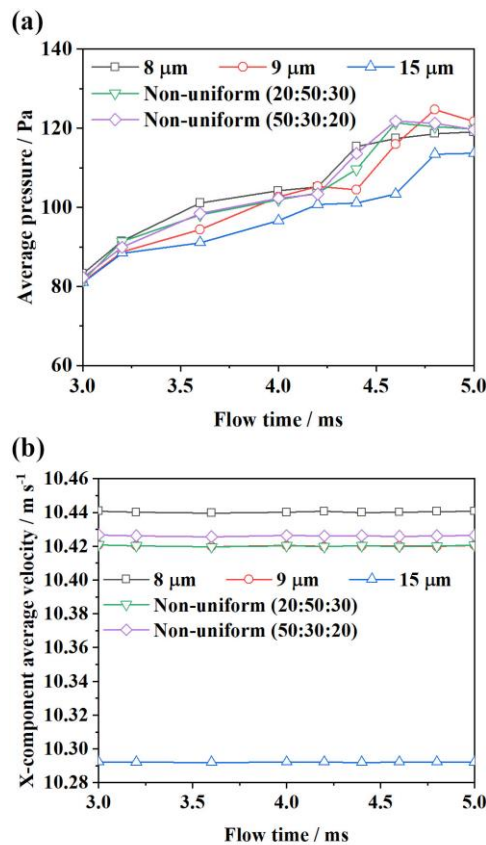 (a)
140
8 μm 9 μm 15 μm
Non-uniform (20:50:30)
Non-uniform (50:30:20)
120
100
80
60
Average pressure / Pa
3.0 3.5 4.0 4.5 5.0
Flow time / ms
(b)
10.46
10.44
10.42
10.40
8 μm 9 μm 15 μm
Non-uniform (20:50:30)
Non-uniform (50:30:20)
10.38
10.36
10.34
10.32
10.30
10.28
X-component average velocity / m s⁻¹
3.0 3.5 4.0 4.5 5.0
Flow time / ms